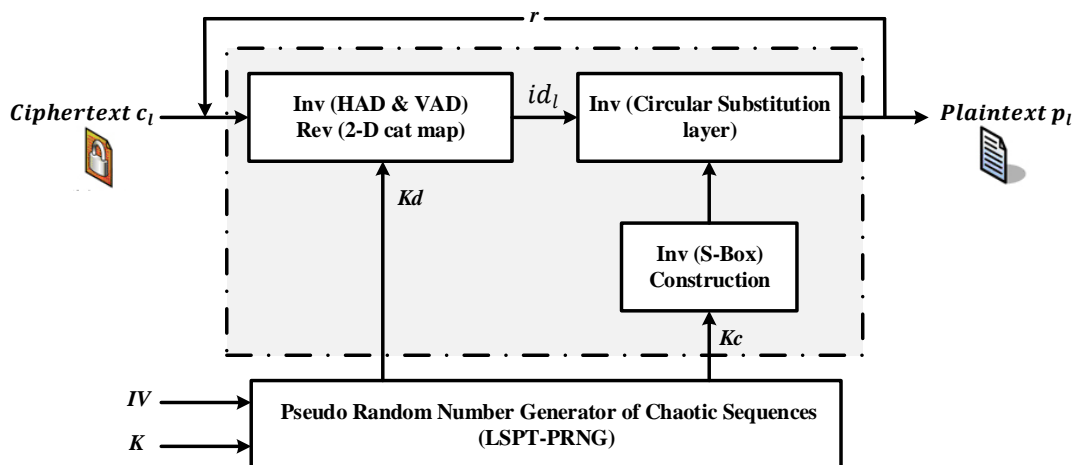 r
Ciphertext c_l
Inv (HAD & VAD)
Rev (2-D cat map)
id_l
Inv (Circular Substitution
layer)
Plaintext p_l
Kd
Inv (S-Box)
Construction
Kc
IV
K
Pseudo Random Number Generator of Chaotic Sequences
(LSPT-PRNG)